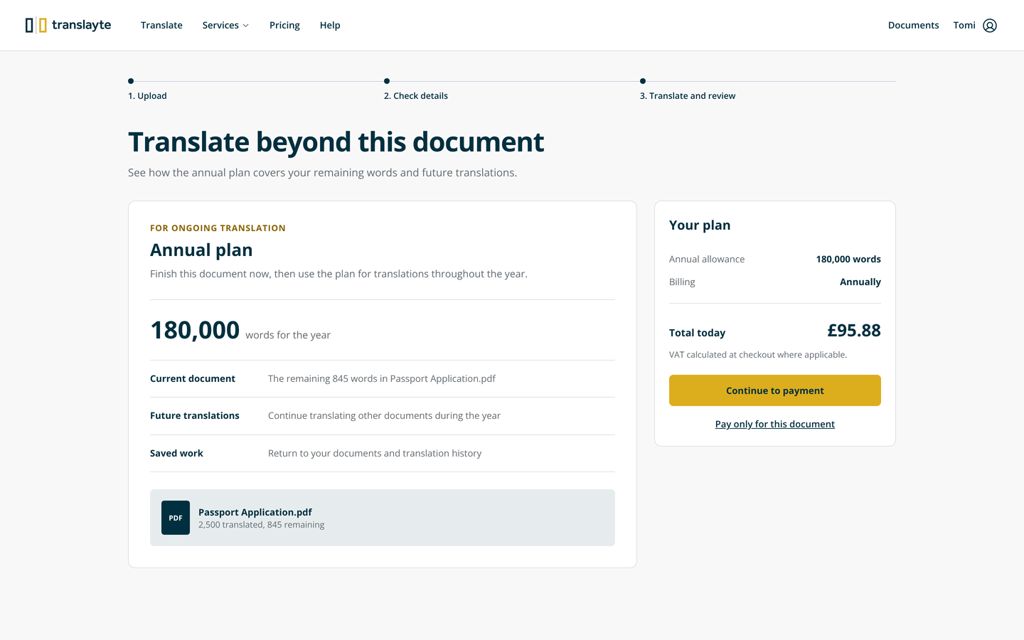 translayte
Translate
Services
Pricing
Help
Documents
Tomi
1. Upload
2. Check details
3. Translate and review
Translate beyond this document
See how the annual plan covers your remaining words and future translations.
FOR ONGOING TRANSLATION
Annual plan
Finish this document now, then use the plan for translations throughout the year.
180,000 words for the year
Current document The remaining 845 words in Passport Application.pdf
Future translations Continue translating other documents during the year
Saved work Return to your documents and translation history
PDF
Passport Application.pdf
2,500 translated, 845 remaining
Your plan
Annual allowance 180,000 words
Billing Annually
Total today £95.88
VAT calculated at checkout where applicable.
Continue to payment
Pay only for this document